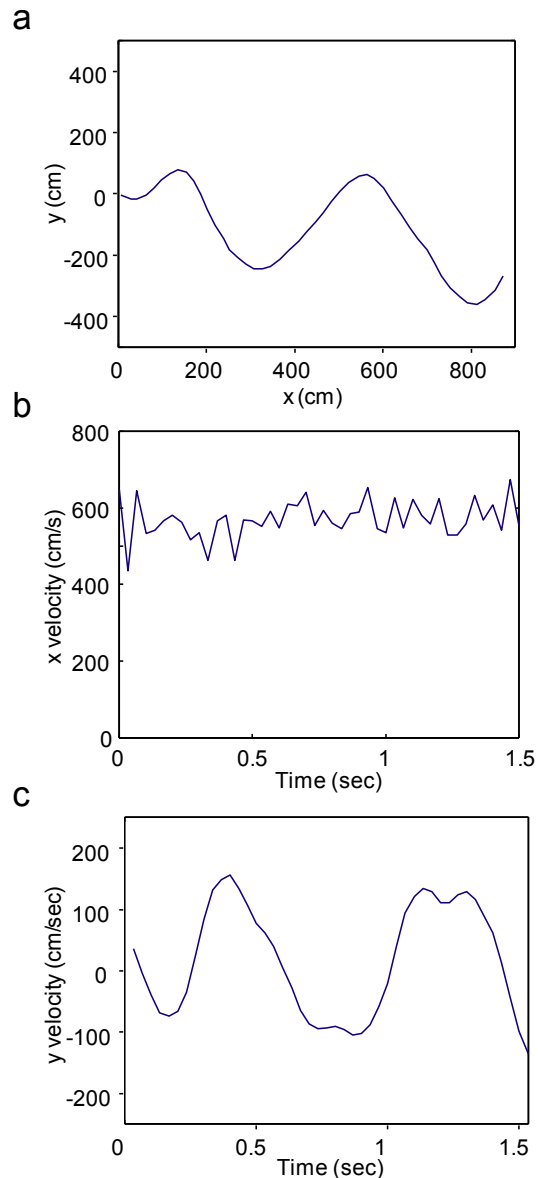 a
400
200
0
-200
-400
y (cm)
0 200 400 600 800
x (cm)
b
800
600
400
200
0
x velocity (cm/s)
0 0.5 1 1.5
Time (sec)
c
200
100
0
-100
-200
y velocity (cm/sec)
0 0.5 1 1.5
Time (sec)